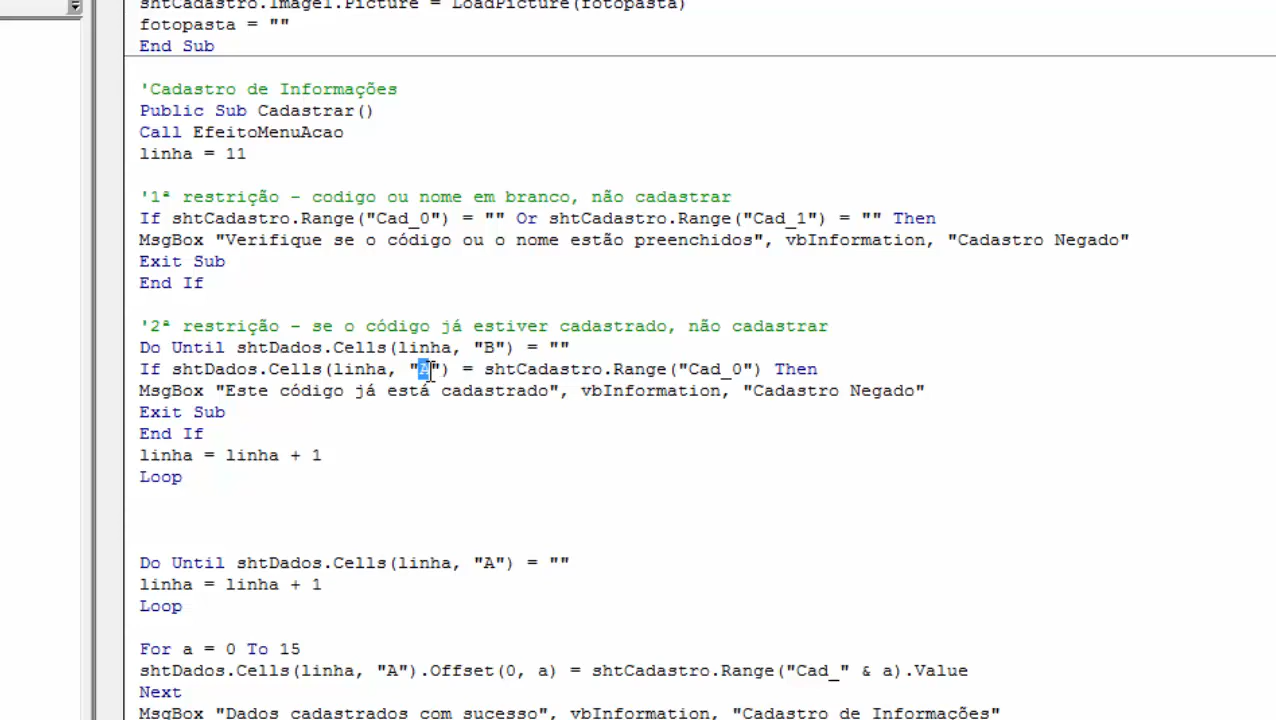 shtCadastro.Image1.Picture = LoadPicture(fotopasta)
fotopasta = ""
End Sub
'Cadastro de Informações
Public Sub Cadastrar()
Call EfeitoMenuAcao
linha = 11
'1ª restrição - codigo ou nome em branco, não cadastrar
If shtCadastro.Range("Cad_0") = "" Or shtCadastro.Range("Cad_1") = "" Then
MsgBox "Verifique se o código ou o nome estão preenchidos", vbInformation, "Cadastro Negado"
Exit Sub
End If
'2ª restrição - se o código já estiver cadastrado, não cadastrar
Do Until shtDados.Cells(linha, "B") = ""
If shtDados.Cells(linha, "A") = shtCadastro.Range("Cad_0") Then
MsgBox "Este código já está cadastrado", vbInformation, "Cadastro Negado"
Exit Sub
End If
linha = linha + 1
Loop
Do Until shtDados.Cells(linha, "A") = ""
linha = linha + 1
Loop
For a = 0 To 15
shtDados.Cells(linha, "A").Offset(0, a) = shtCadastro.Range("Cad_" & a).Value
Next
MsgBox "Dados cadastrados com sucesso", vbInformation, "Cadastro de Informações"